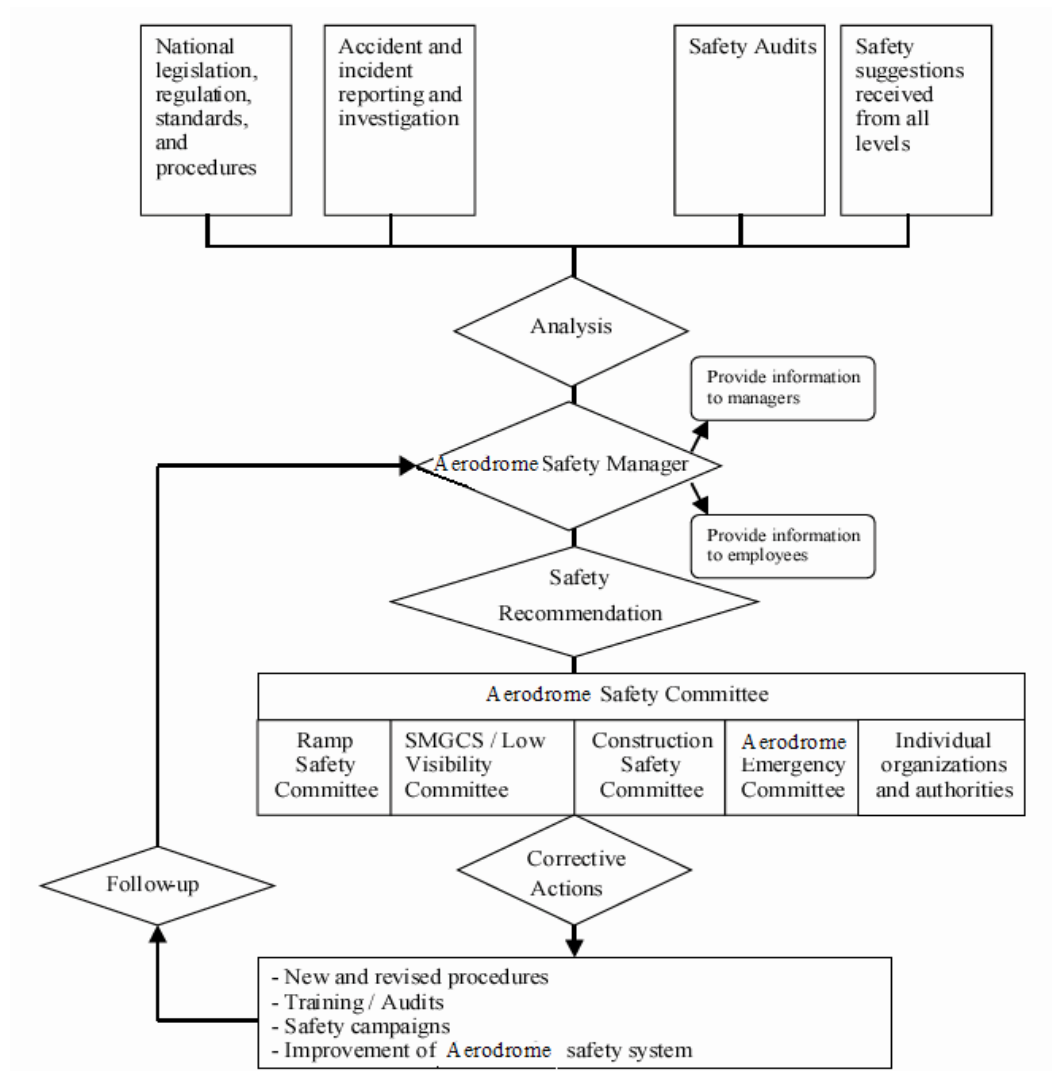 National
legislation,
regulation,
standards,
and
procedures
Accident and
incident
reporting and
investigation
Safety Audits
Safety
suggestions
received
from all
levels
Analysis
Provide information
to managers
Aerodrome Safety Manager
Provide information
to employees
Safety
Recommendation
Aerodrome Safety Committee
Ramp
Safety
Committee
SMGCS / Low
Visibility
Committee
Construction
Safety
Committee
Aerodrome
Emergency
Committee
Individual
organizations
and authorities
Corrective
Actions
Follow-up
- New and revised procedures
- Training / Audits
- Safety campaigns
- Improvement of Aerodrome safety system